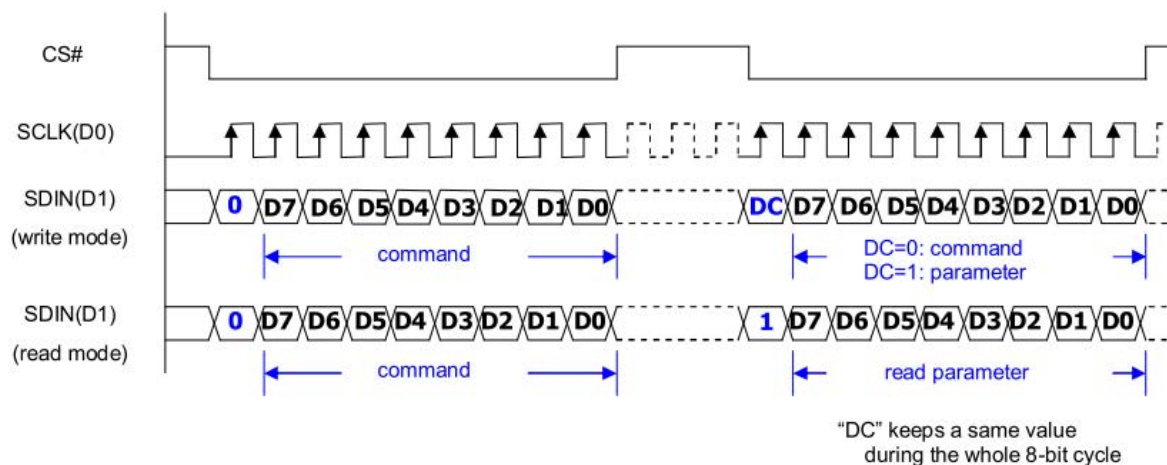 CS#
SCLK(D0)
SDIN(D1)
(write mode)
0 D7 D6 D5 D4 D3 D2 D1 D0 DC D7 D6 D5 D4 D3 D2 D1 D0
command
DC=0: command
DC=1: parameter
SDIN(D1)
(read mode)
0 D7 D6 D5 D4 D3 D2 D1 D0 1 D7 D6 D5 D4 D3 D2 D1 D0
command
read parameter
“DC” keeps a same value
during the whole 8-bit cycle